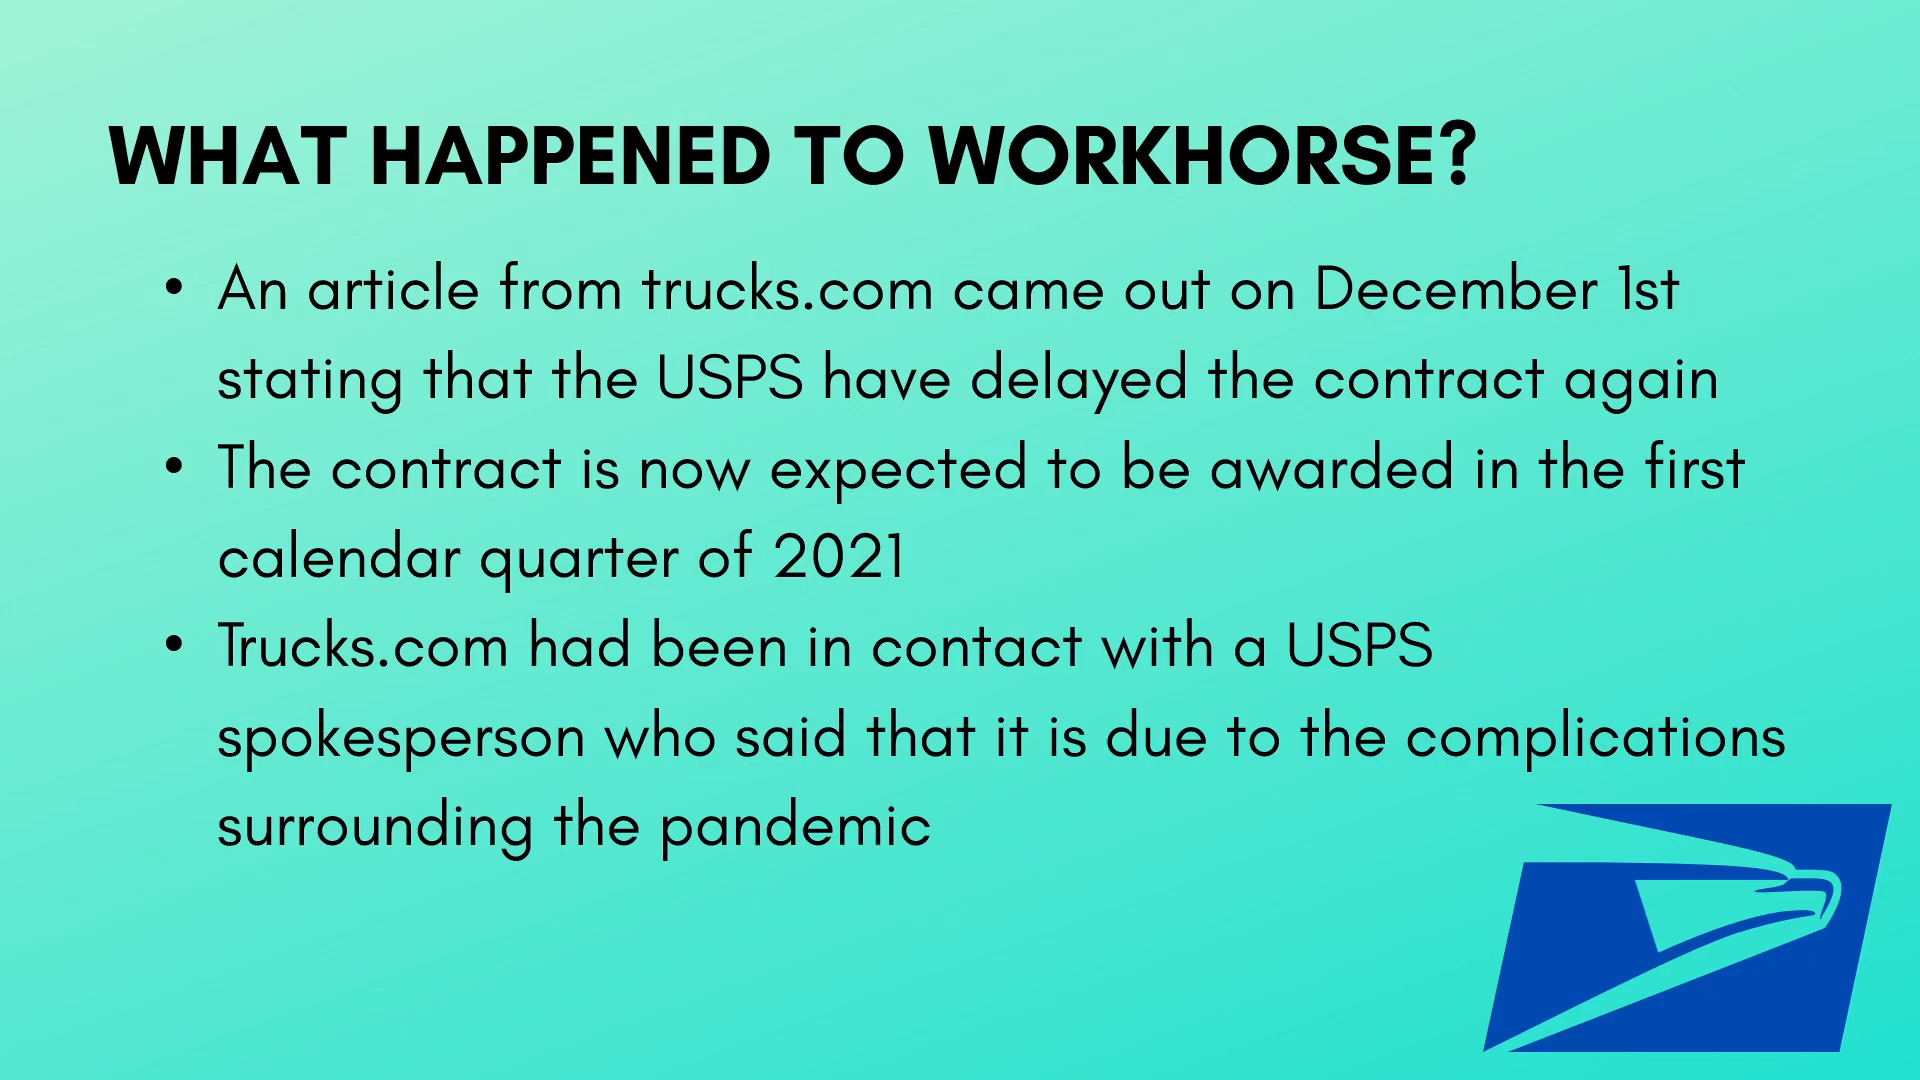 WHAT HAPPENED TO WORKHORSE?
• An article from trucks.com came out on December 1st
stating that the USPS have delayed the contract again
• The contract is now expected to be awarded in the first
calendar quarter of 2021
• Trucks.com had been in contact with a USPS
spokesperson who said that it is due to the complications
surrounding the pandemic